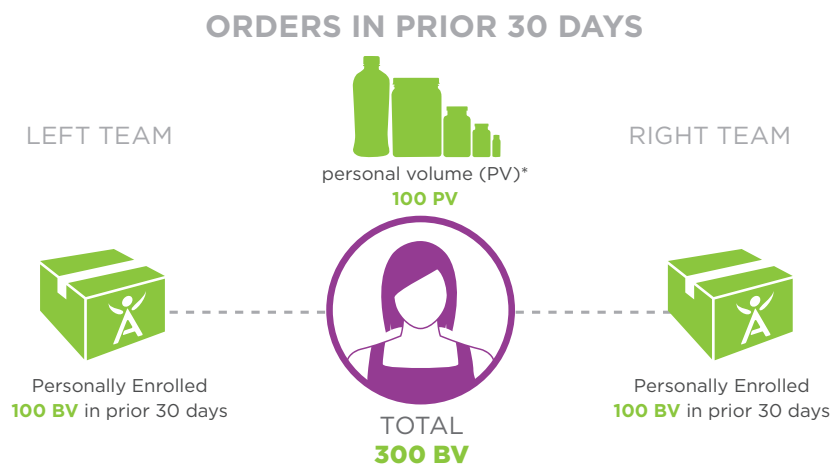 ORDERS IN PRIOR 30 DAYS
LEFT TEAM
RIGHT TEAM
personal volume (PV)*
100 PV
Personally Enrolled
100 BV in prior 30 days
Personally Enrolled
100 BV in prior 30 days
TOTAL
300 BV